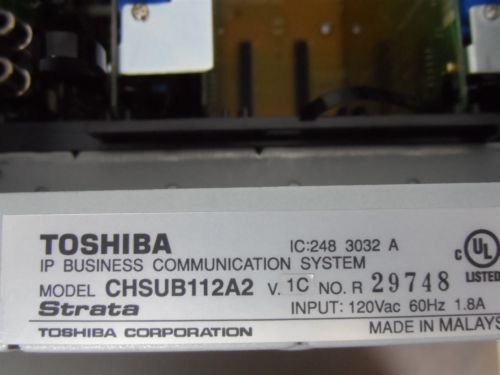 TOSHIBA IC:248 3032 A
IP BUSINESS COMMUNICATION SYSTEM
MODEL CHSUB112A2 V. 1C NO. R 29748
Strata INPUT: 120Vac 60Hz 1.8A
TOSHIBA CORPORATION MADE IN MALAYS
C UL LISTED